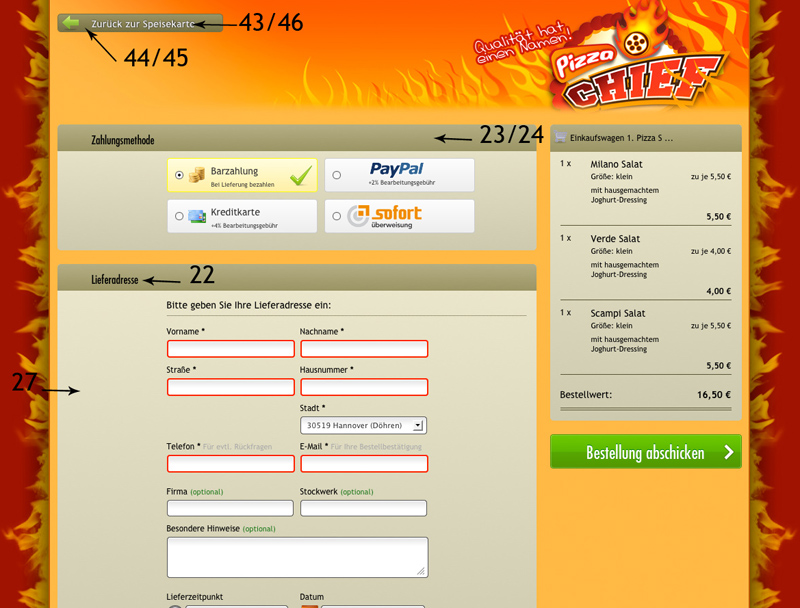 Zurück zur Speisekarte
43/46
44/45
Qualität hat
einen Namen!
Pizza
CHIEF
Zahlungsmethode
23/24
Barzahlung
Bei Lieferung bezahlen
PayPal
+2% Bearbeitungsgebühr
Kreditkarte
+4% Bearbeitungsgebühr
sofort
überweisung
Lieferadresse
22
Bitte geben Sie Ihre Lieferadresse ein:
Vorname *
Nachname *
Straße *
Hausnummer *
27
Stadt *
30519 Hannover (Döhren)
Telefon * Für evtl. Rückfragen
E-Mail * Für Ihre Bestellbestätigung
Firma (optional)
Stockwerk (optional)
Besondere Hinweise (optional)
Lieferzeitpunkt
Datum
Einkaufswagen 1. Pizza S ...
1 x Milano Salat
Größe: klein zu je 5,50 €
mit hausgemachtem
Joghurt-Dressing
5,50 €
1 x Verde Salat
Größe: klein zu je 4,00 €
mit hausgemachtem
Joghurt-Dressing
4,00 €
1 x Scampi Salat
Größe: klein zu je 5,50 €
mit hausgemachtem
Joghurt-Dressing
5,50 €
Bestellwert: 16,50 €
Bestellung abschicken